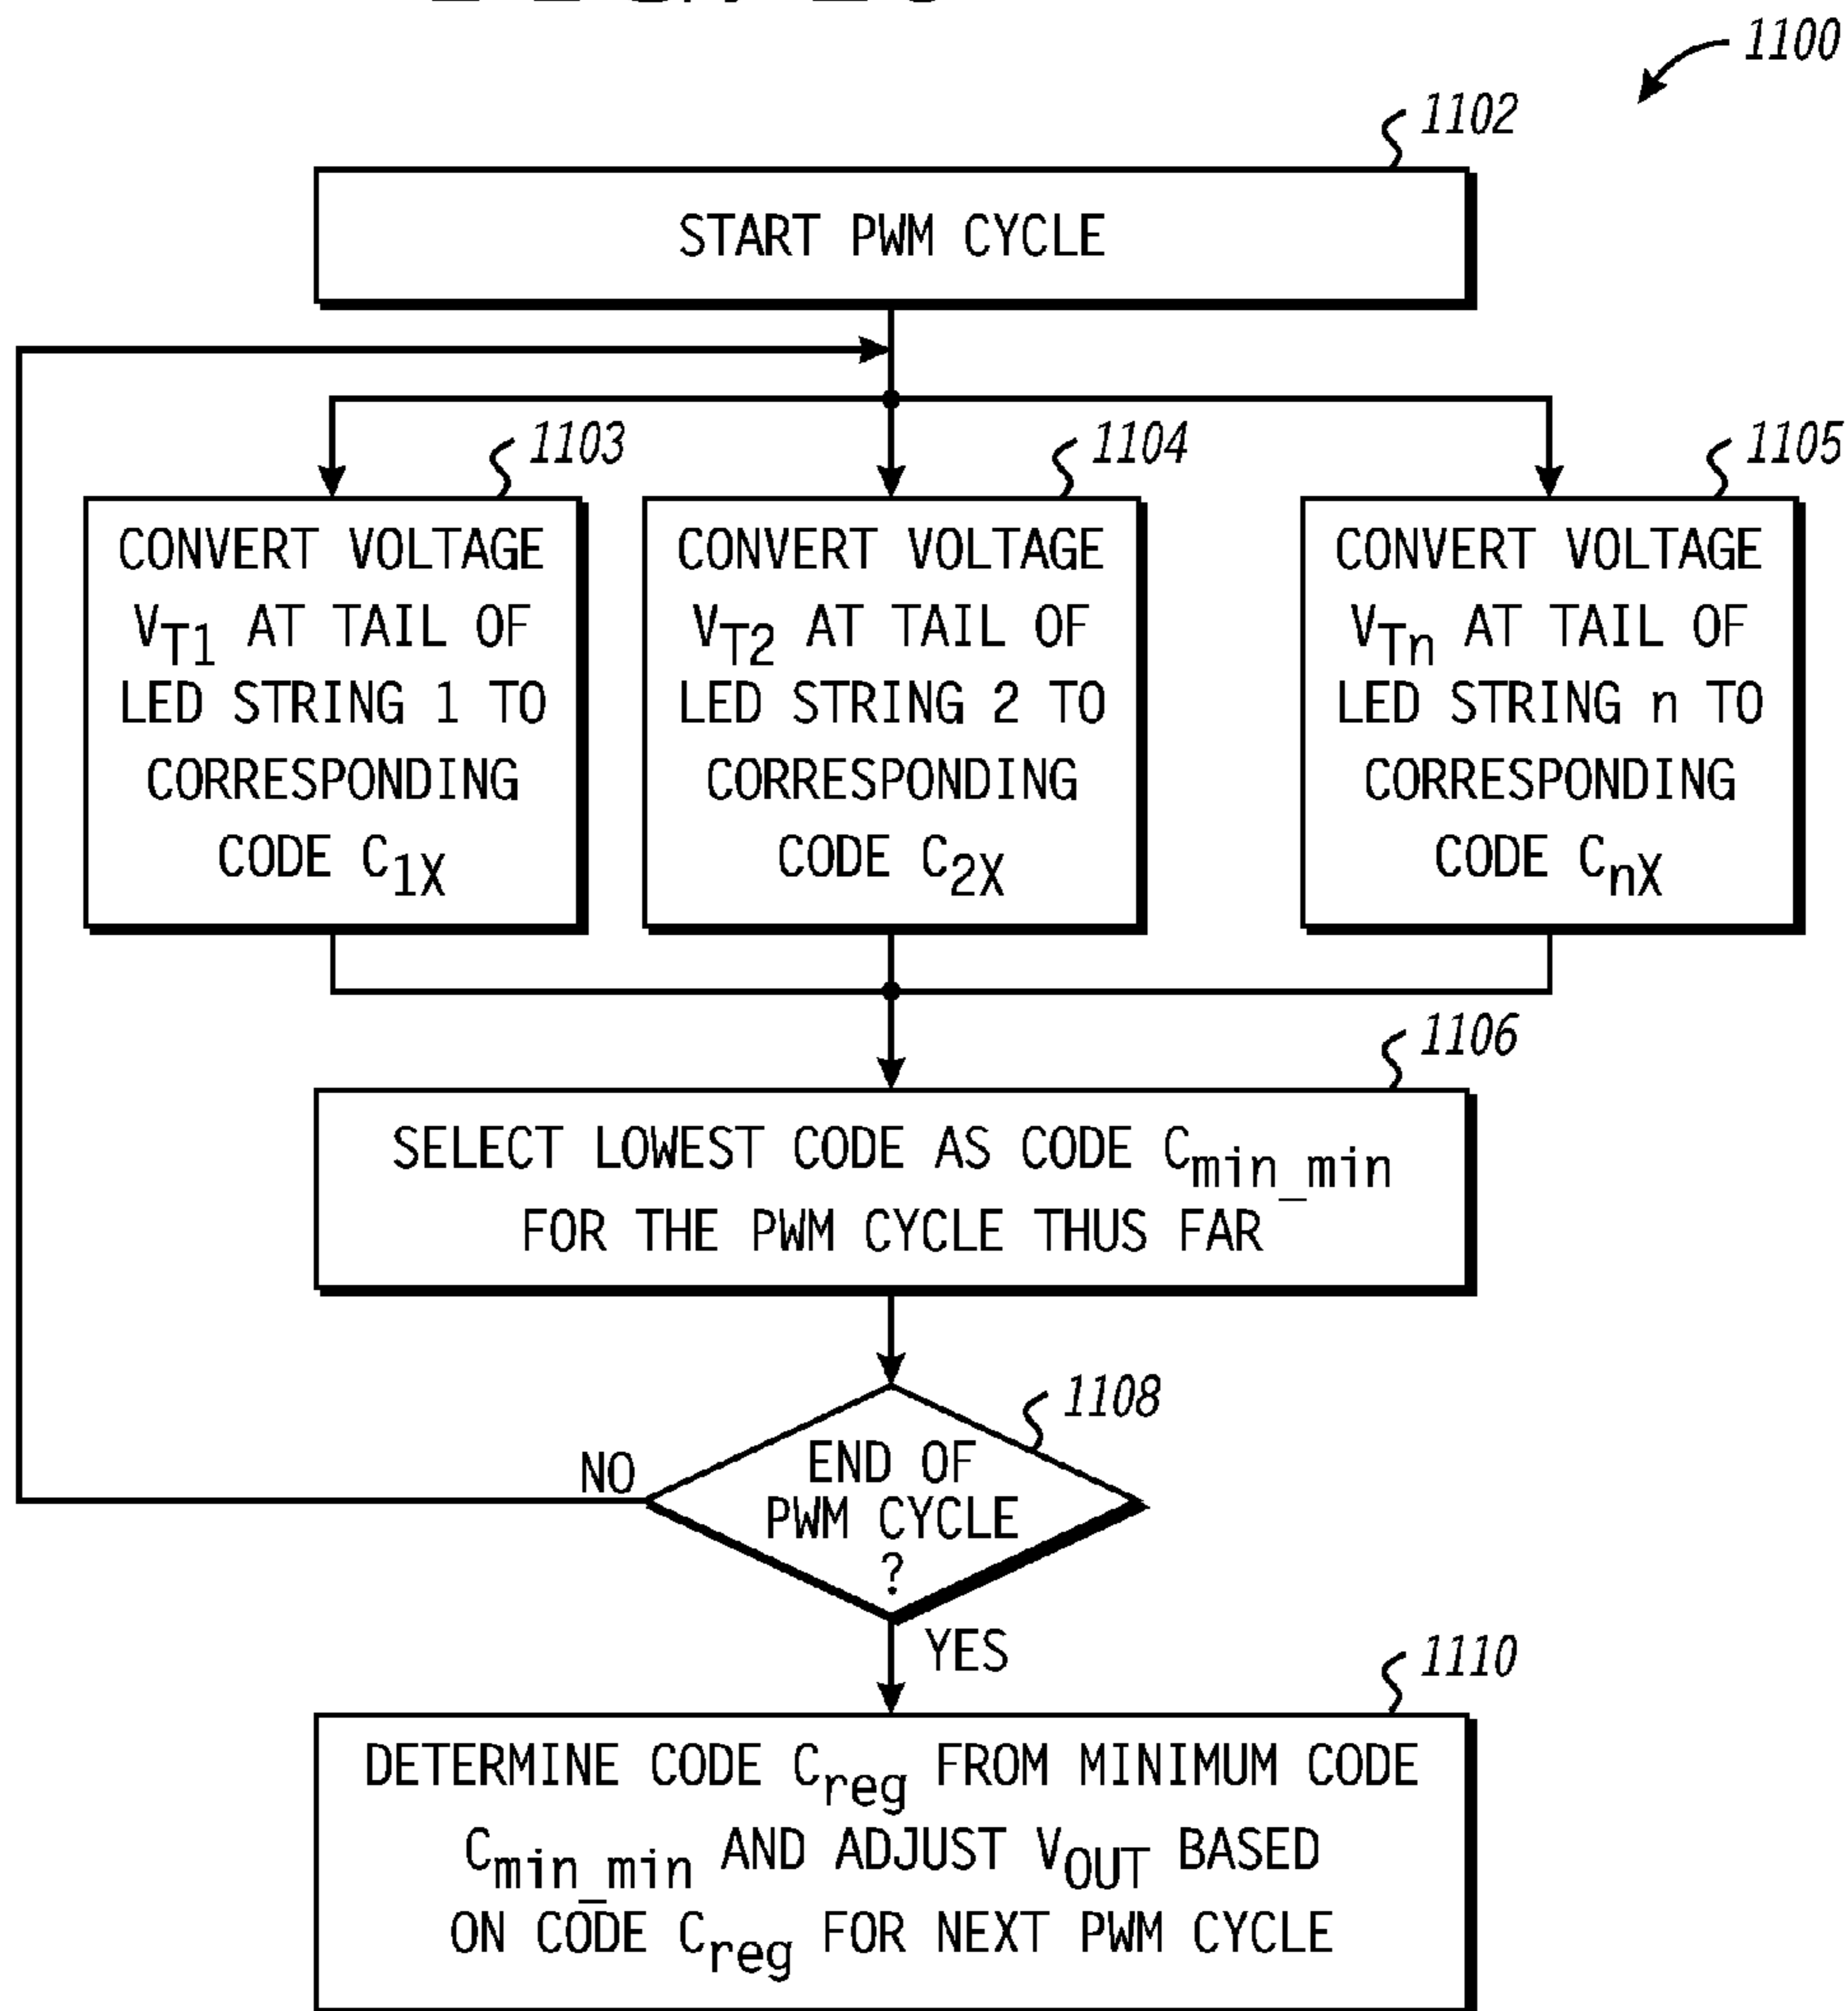 1100
1102
START PWM CYCLE
1103
CONVERT VOLTAGE
VT1 AT TAIL OF
LED STRING 1 TO
CORRESPONDING
CODE C1X
1104
CONVERT VOLTAGE
VT2 AT TAIL OF
LED STRING 2 TO
CORRESPONDING
CODE C2X
1105
CONVERT VOLTAGE
VTn AT TAIL OF
LED STRING n TO
CORRESPONDING
CODE CnX
1106
SELECT LOWEST CODE AS CODE Cmin_min
FOR THE PWM CYCLE THUS FAR
1108
END OF
PWM CYCLE
?
NO
YES
1110
DETERMINE CODE Creg FROM MINIMUM CODE
Cmin_min AND ADJUST VOUT BASED
ON CODE Creg FOR NEXT PWM CYCLE